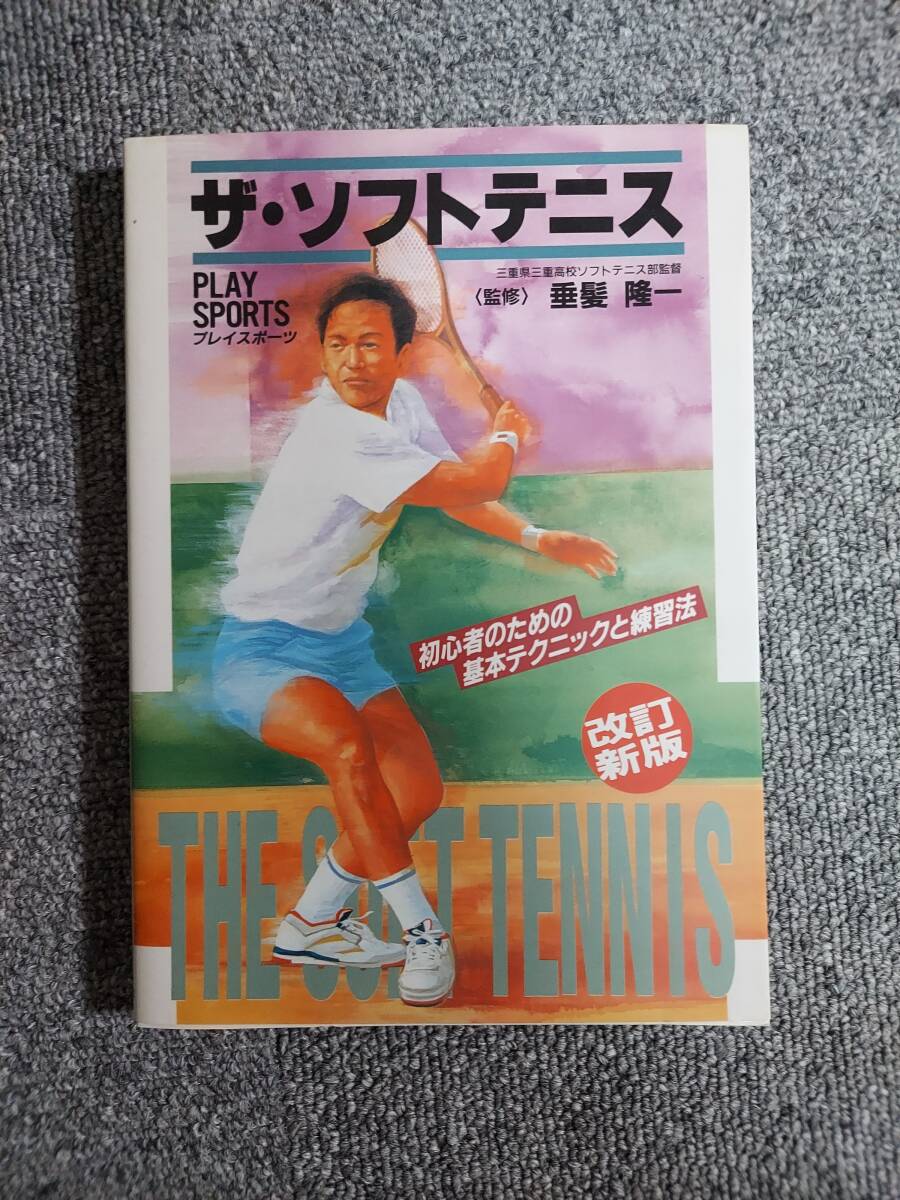 ザ・ソフトテニス
三重県三重高校ソフトテニス部監督
〈監修〉 垂髪 隆一
PLAY
SPORTS
プレイスポーツ
初心者のための
基本テクニックと練習法
改訂
新版
THE SOFT TENNIS